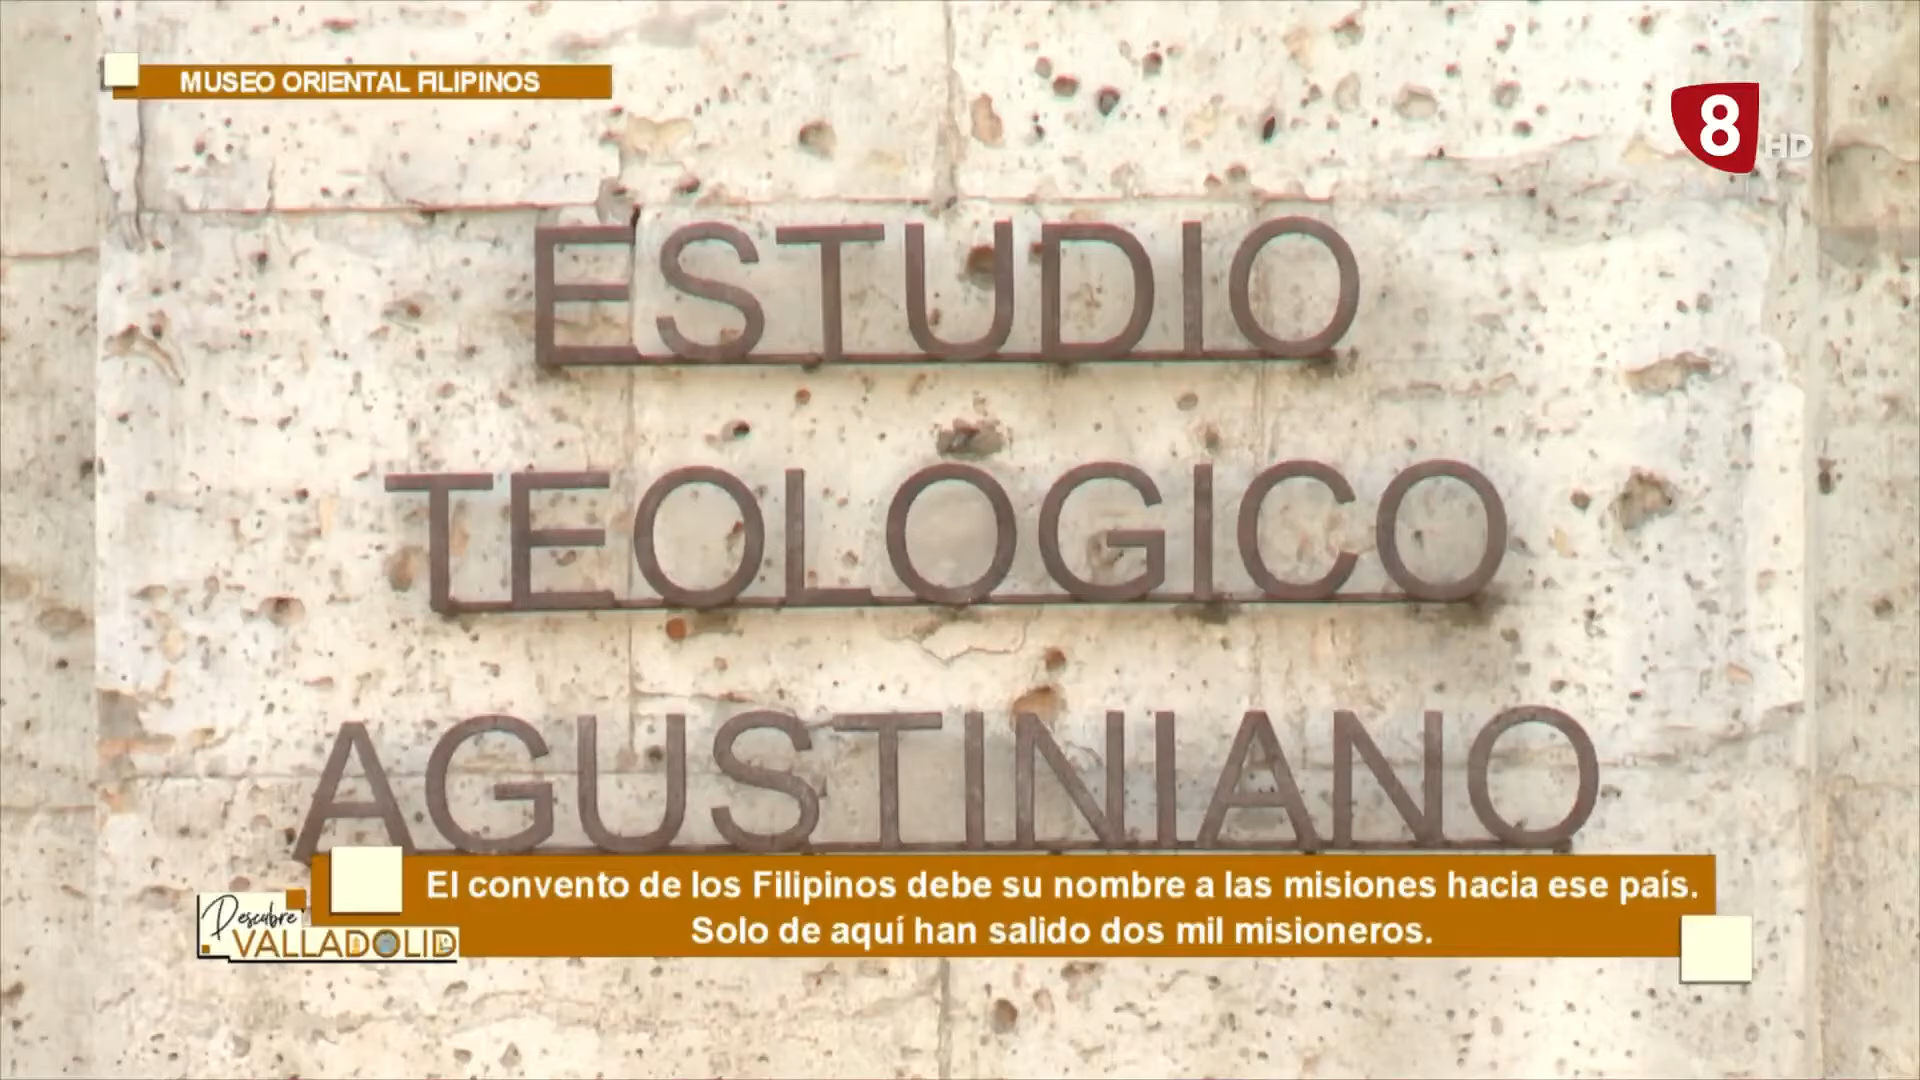 MUSEO ORIENTAL FILIPINOS
8 HD
ESTUDIO
TEOLÓGICO
AGUSTINIANO
El convento de los Filipinos debe su nombre a las misiones hacia ese país.
Solo de aquí han salido dos mil misioneros.
Descubre
VALLADOLID